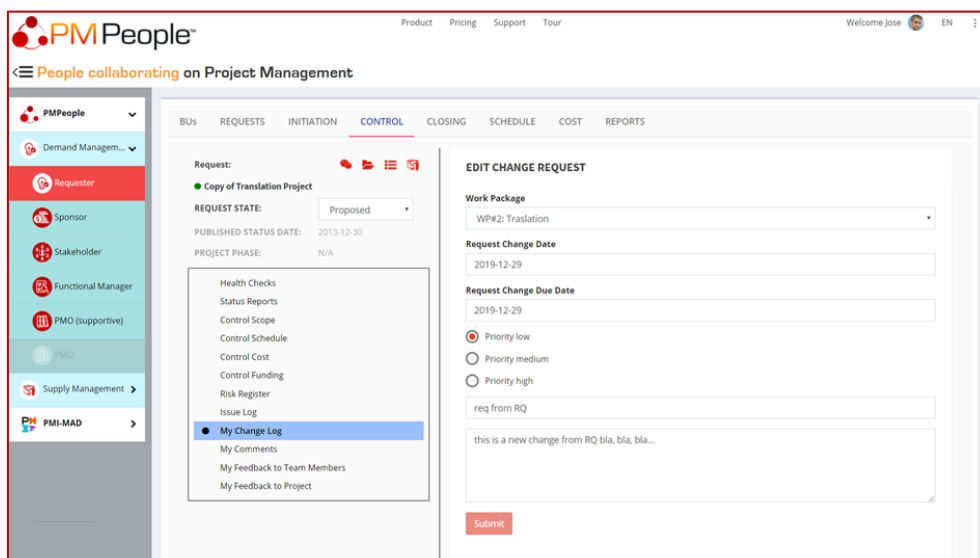 PMPeople™
Product Pricing Support Tour
Welcome Jose EN
People collaborating on Project Management
PMPeople
Demand Managem...
Requester
Sponsor
Stakeholder
Functional Manager
PMO (supportive)
PMO
Supply Management
PMI-MAD
BUs REQUESTS INITIATION CONTROL CLOSING SCHEDULE COST REPORTS
Request:
Copy of Translation Project
REQUEST STATE: Proposed
PUBLISHED STATUS DATE: 2013-12-30
PROJECT PHASE: N/A
Health Checks
Status Reports
Control Scope
Control Schedule
Control Cost
Control Funding
Risk Register
Issue Log
My Change Log
My Comments
My Feedback to Team Members
My Feedback to Project
EDIT CHANGE REQUEST
Work Package
WP#2: Traslation
Request Change Date
2019-12-29
Request Change Due Date
2019-12-29
Priority low
Priority medium
Priority high
req from RQ
this is a new change from RQ bla, bla, bla...
Submit